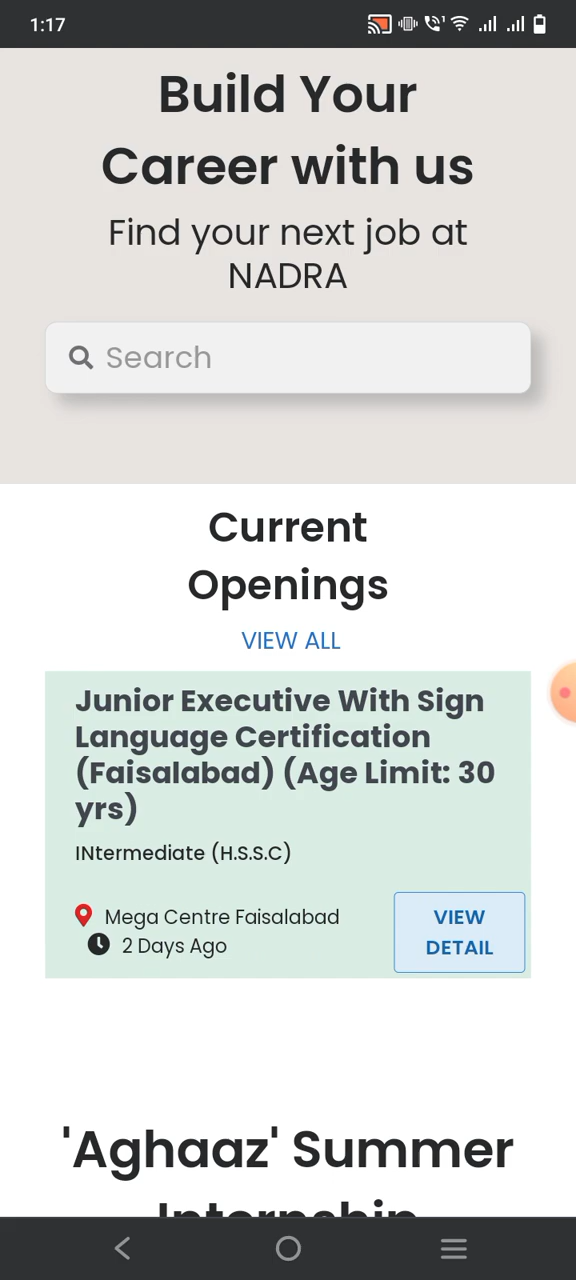 1:17
Build Your
Career with us
Find your next job at
NADRA
Search
Current
Openings
VIEW ALL
Junior Executive With Sign
Language Certification
(Faisalabad) (Age Limit: 30
yrs)
INtermediate (H.S.S.C)
Mega Centre Faisalabad
2 Days Ago
VIEW
DETAIL
'Aghaaz' Summer
Internship